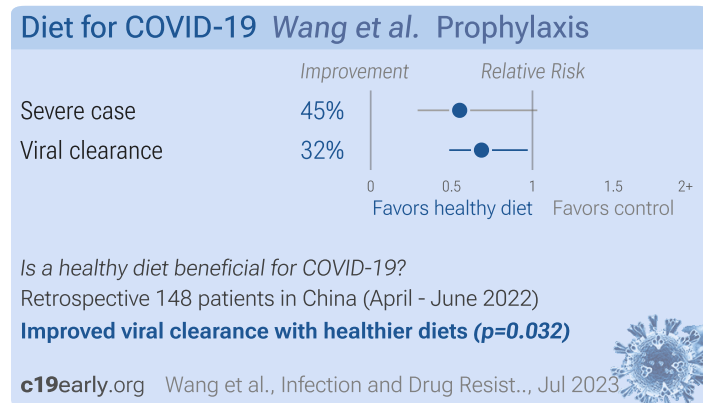 Diet for COVID-19 Wang et al. Prophylaxis
Improvement Relative Risk
Severe case 45%
Viral clearance 32%
0 0.5 1 1.5 2+
Favors healthy diet Favors control
Is a healthy diet beneficial for COVID-19?
Retrospective 148 patients in China (April - June 2022)
Improved viral clearance with healthier diets (p=0.032)
c19early.org Wang et al., Infection and Drug Resist.., Jul 2023